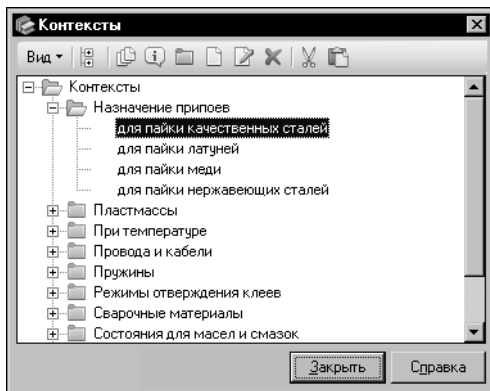 Контексты
Вид
Контексты
Назначение припоев
для пайки качественных сталей
для пайки латуней
для пайки меди
для пайки нержавеющих сталей
Пластмассы
При температуре
Провода и кабели
Пружины
Режимы отверждения клеев
Сварочные материалы
Состояния для масел и смазок
Закрыть Справка